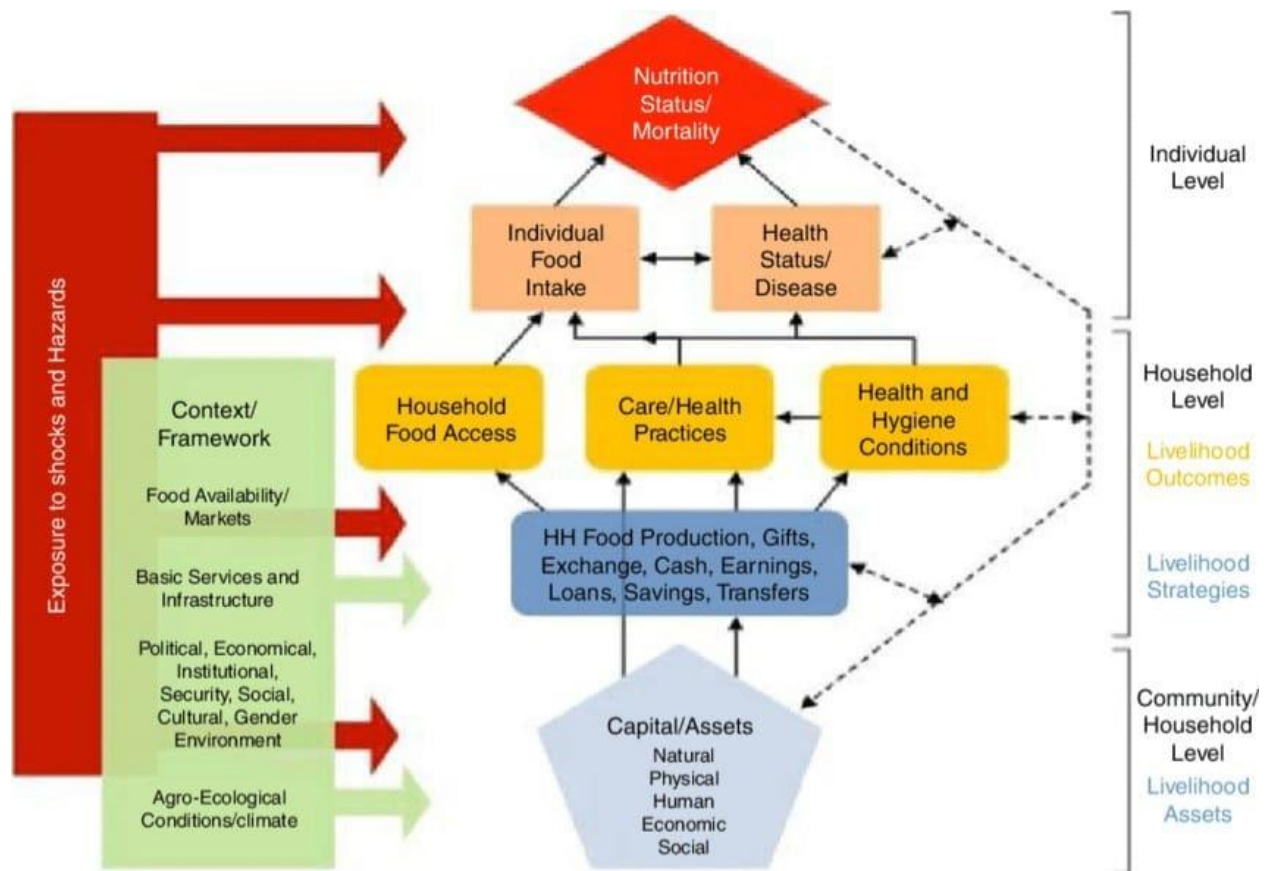 Exposure to shocks and Hazards
Context/
Framework
Food Availability/
Markets
Basic Services and
Infrastructure
Political, Economical,
Institutional,
Security, Social,
Cultural, Gender
Environment
Agro-Ecological
Conditions/climate
Nutrition
Status/
Mortality
Individual
Food
Intake
Health
Status/
Disease
Household
Food Access
Care/Health
Practices
Health and
Hygiene
Conditions
HH Food Production, Gifts,
Exchange, Cash, Earnings,
Loans, Savings, Transfers
Capital/Assets
Natural
Physical
Human
Economic
Social
Individual
Level
Household
Level
Livelihood
Outcomes
Livelihood
Strategies
Community/
Household
Level
Livelihood
Assets